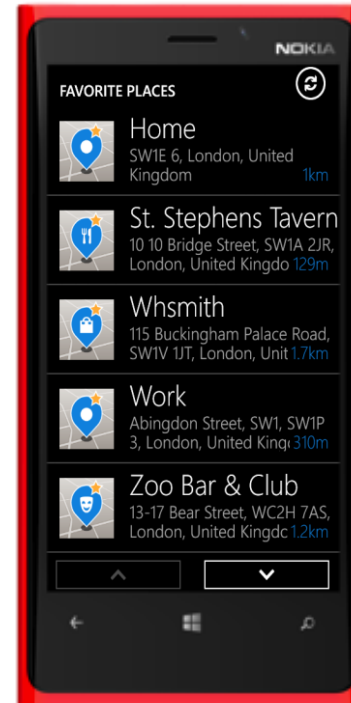 NOKIA
FAVORITE PLACES
Home
SW1E 6, London, United
Kingdom 1km
St. Stephens Tavern
10 10 Bridge Street, SW1A 2JR,
London, United Kingdo 129m
Whsmith
115 Buckingham Palace Road,
SW1V 1JT, London, Unit 1.7km
Work
Abingdon Street, SW1, SW1P
3, London, United King 310m
Zoo Bar & Club
13-17 Bear Street, WC2H 7AS,
London, United Kingdc 1.2km